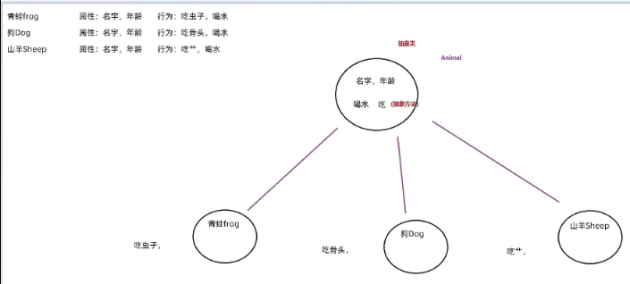 青蛙frog 属性：名字，年龄 行为：吃虫子，喝水
狗Dog 属性：名字，年龄 行为：吃骨头，喝水
山羊Sheep 属性：名字，年龄 行为：吃艹，喝水
抽象类
Animal
名字，年龄
喝水 吃 (抽象方法)
青蛙frog
吃虫子，
狗Dog
吃骨头，
山羊Sheep
吃艹，